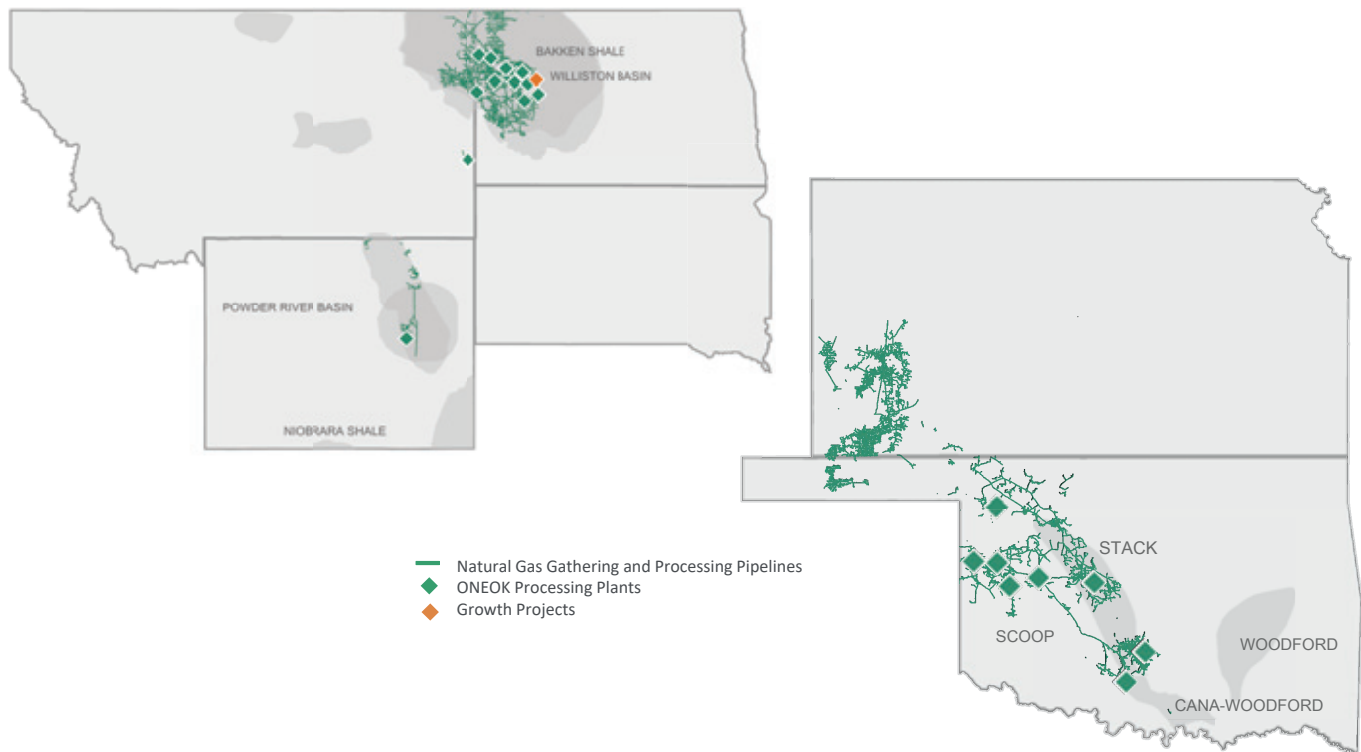 BAKKEN SHALE
WILLISTON BASIN
POWDER RIVER BASIN
NIOBRARA SHALE
Natural Gas Gathering and Processing Pipelines
ONEOK Processing Plants
Growth Projects
STACK
SCOOP
WOODFORD
CANA-WOODFORD